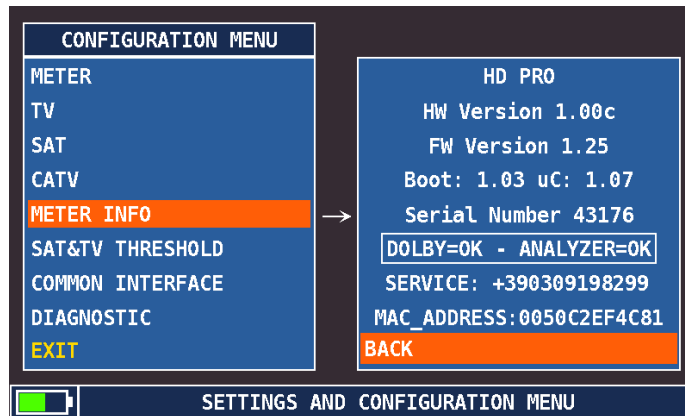 CONFIGURATION MENU
METER
TV
SAT
CATV
METER INFO
SAT&TV THRESHOLD
COMMON INTERFACE
DIAGNOSTIC
EXIT
→
HD PRO
HW Version 1.00c
FW Version 1.25
Boot: 1.03 uC: 1.07
Serial Number 43176
DOLBY=OK - ANALYZER=OK
SERVICE: +390309198299
MAC_ADDRESS:0050C2EF4C81
BACK
SETTINGS AND CONFIGURATION MENU